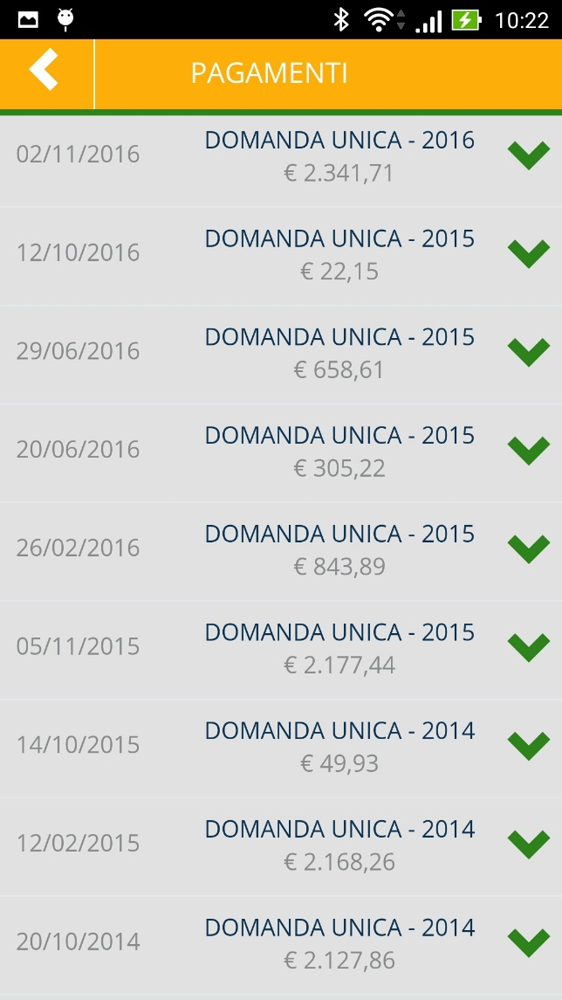 10:22
PAGAMENTI
02/11/2016
DOMANDA UNICA - 2016
€ 2.341,71
12/10/2016
DOMANDA UNICA - 2015
€ 22,15
29/06/2016
DOMANDA UNICA - 2015
€ 658,61
20/06/2016
DOMANDA UNICA - 2015
€ 305,22
26/02/2016
DOMANDA UNICA - 2015
€ 843,89
05/11/2015
DOMANDA UNICA - 2015
€ 2.177,44
14/10/2015
DOMANDA UNICA - 2014
€ 49,93
12/02/2015
DOMANDA UNICA - 2014
€ 2.168,26
20/10/2014
DOMANDA UNICA - 2014
€ 2.127,86